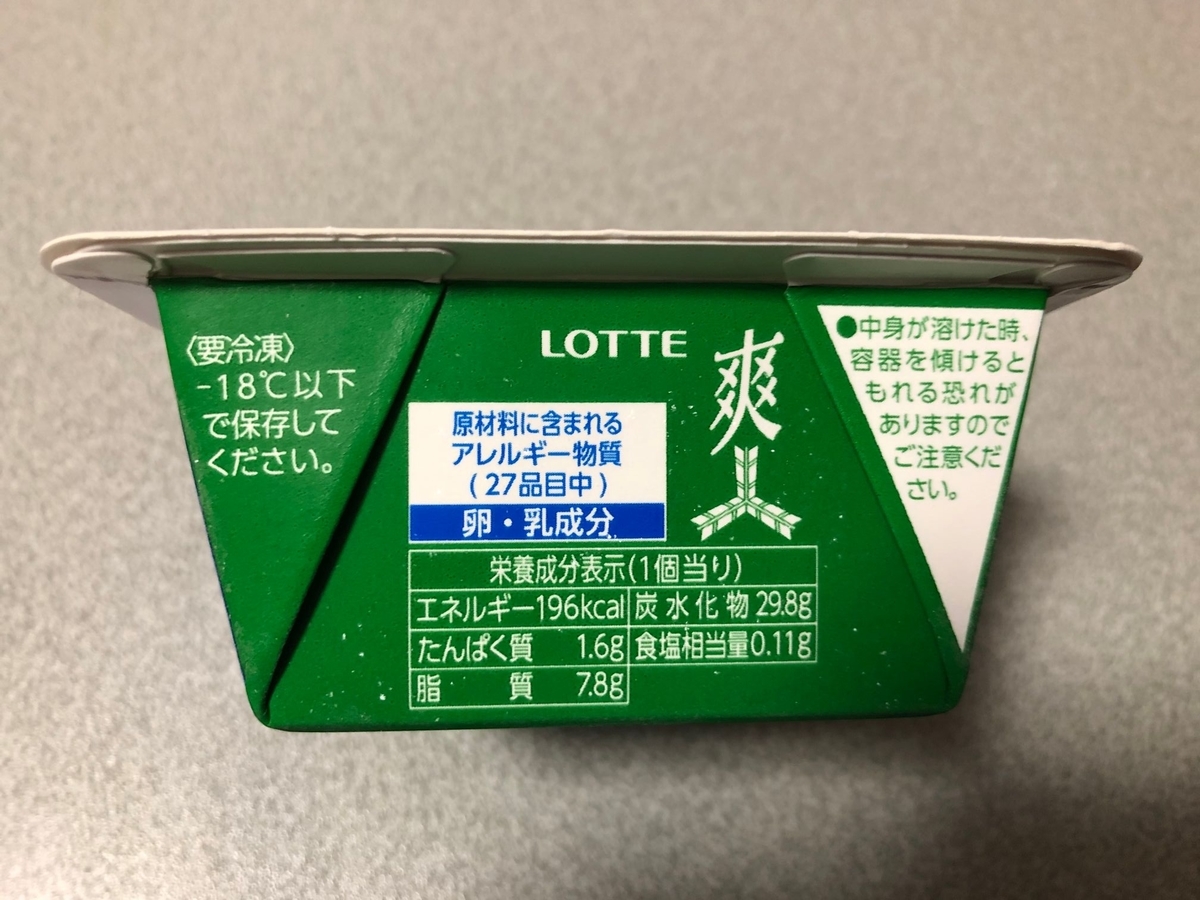 〈要冷凍〉
-18℃以下
で保存して
ください。
LOTTE
爽
原材料に含まれる
アレルギー物質
(27品目中)
卵・乳成分
栄養成分表示(1個当り)
エネルギー196kcal 炭水化物 29.8g
たんぱく質 1.6g 食塩相当量0.11g
脂質 7.8g
●中身が溶けた時、
容器を傾けると
もれる恐れが
ありますので
ご注意くだ
さい。